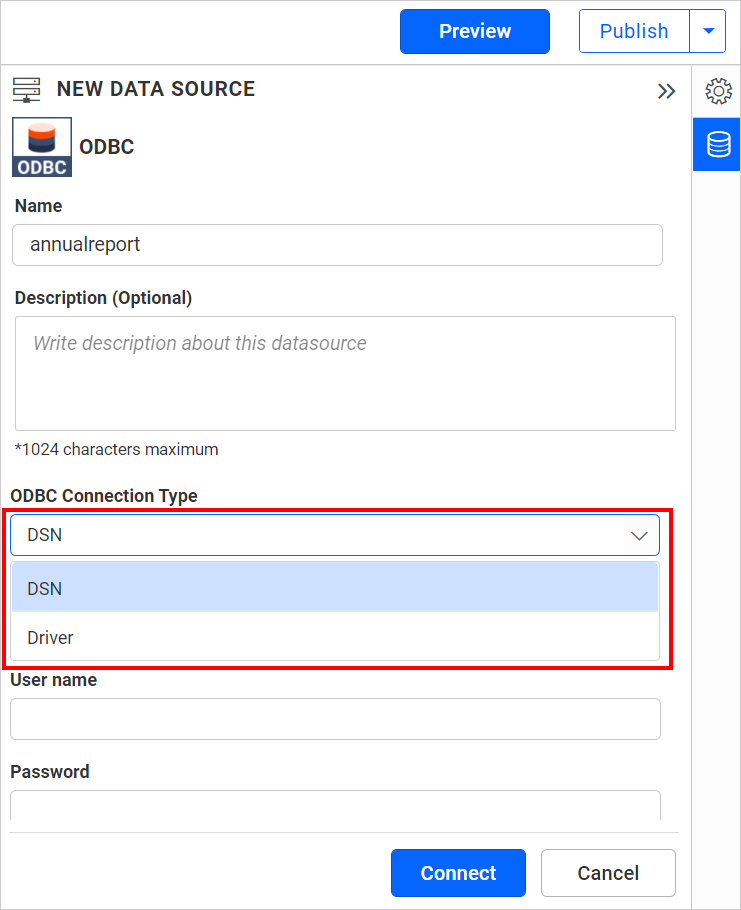 Preview
Publish
NEW DATA SOURCE
ODBC
ODBC
Name
annualreport
Description (Optional)
Write description about this datasource
*1024 characters maximum
ODBC Connection Type
DSN
DSN
Driver
User name
Password
Connect
Cancel